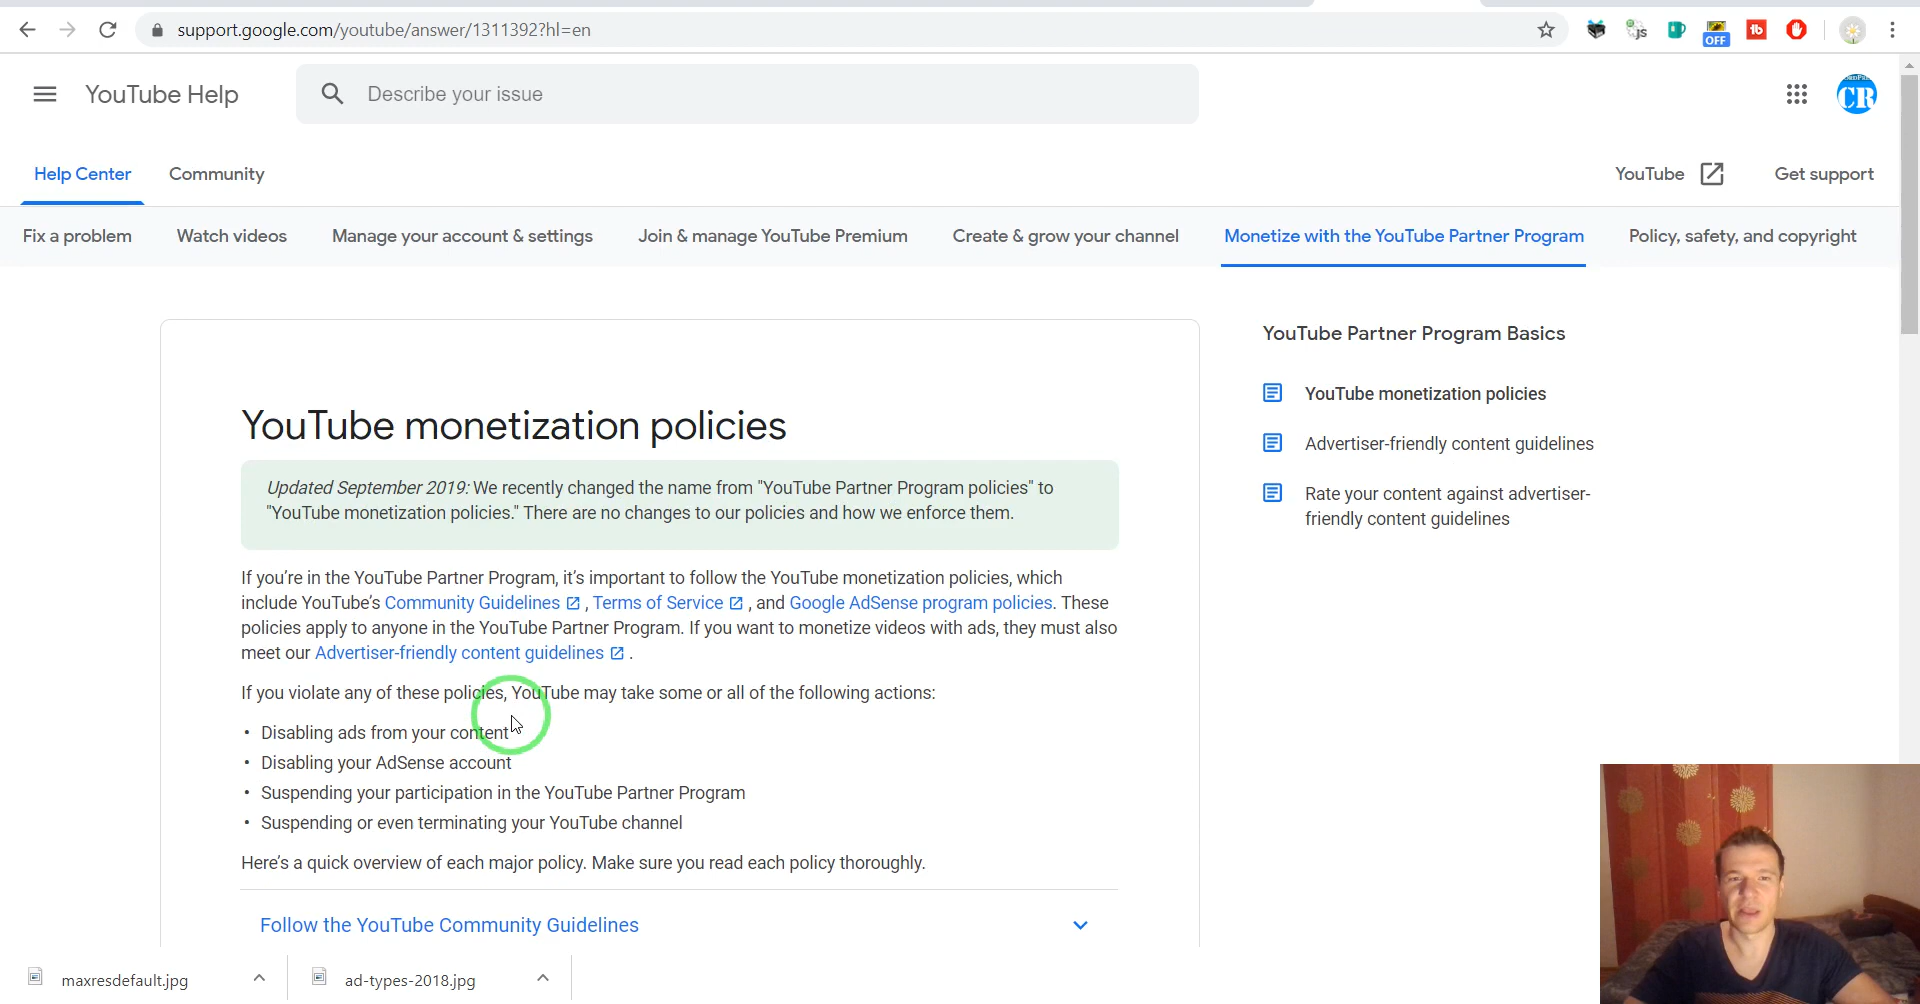 support.google.com/youtube/answer/1311392?hl=en
JS
OFF
tb
YouTube Help
Describe your issue
CR
Help Center
Community
YouTube
Get support
Fix a problem
Watch videos
Manage your account & settings
Join & manage YouTube Premium
Create & grow your channel
Monetize with the YouTube Partner Program
Policy, safety, and copyright
YouTube monetization policies
Updated September 2019: We recently changed the name from "YouTube Partner Program policies" to
"YouTube monetization policies." There are no changes to our policies and how we enforce them.
If you’re in the YouTube Partner Program, it’s important to follow the YouTube monetization policies, which
include YouTube’s Community Guidelines , Terms of Service , and Google AdSense program policies. These
policies apply to anyone in the YouTube Partner Program. If you want to monetize videos with ads, they must also
meet our Advertiser-friendly content guidelines .
If you violate any of these policies, YouTube may take some or all of the following actions:
• Disabling ads from your content
• Disabling your AdSense account
• Suspending your participation in the YouTube Partner Program
• Suspending or even terminating your YouTube channel
Here’s a quick overview of each major policy. Make sure you read each policy thoroughly.
Follow the YouTube Community Guidelines
YouTube Partner Program Basics
YouTube monetization policies
Advertiser-friendly content guidelines
Rate your content against advertiser-
friendly content guidelines
maxresdefault.jpg
ad-types-2018.jpg